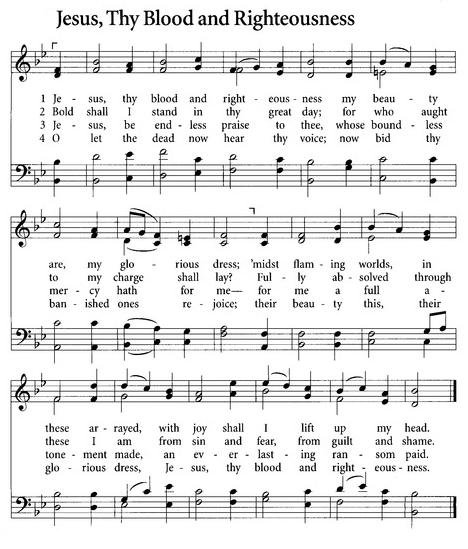 Jesus, Thy Blood and Righteousness
1 Je - sus, thy blood and right - eous - ness my beau - ty
2 Bold shall I stand in thy great day; for who aught
3 Je - sus, be end - less praise to thee, whose bound - less
4 O let the dead now hear thy voice; now bid thy
are, my glo - rious dress; 'midst flam - ing worlds, in
to my charge shall lay? Ful - ly ab - solved through
mer - cy hath for me— for me a full a -
ban - ished ones re - joice; their beau - ty this, their
these ar - rayed, with joy shall I lift up my head.
these I am from sin and fear, from guilt and shame.
tone - ment made, an ev - er - last - ing ran - som paid.
glo - rious dress, Je - sus, thy blood and right - eous - ness.